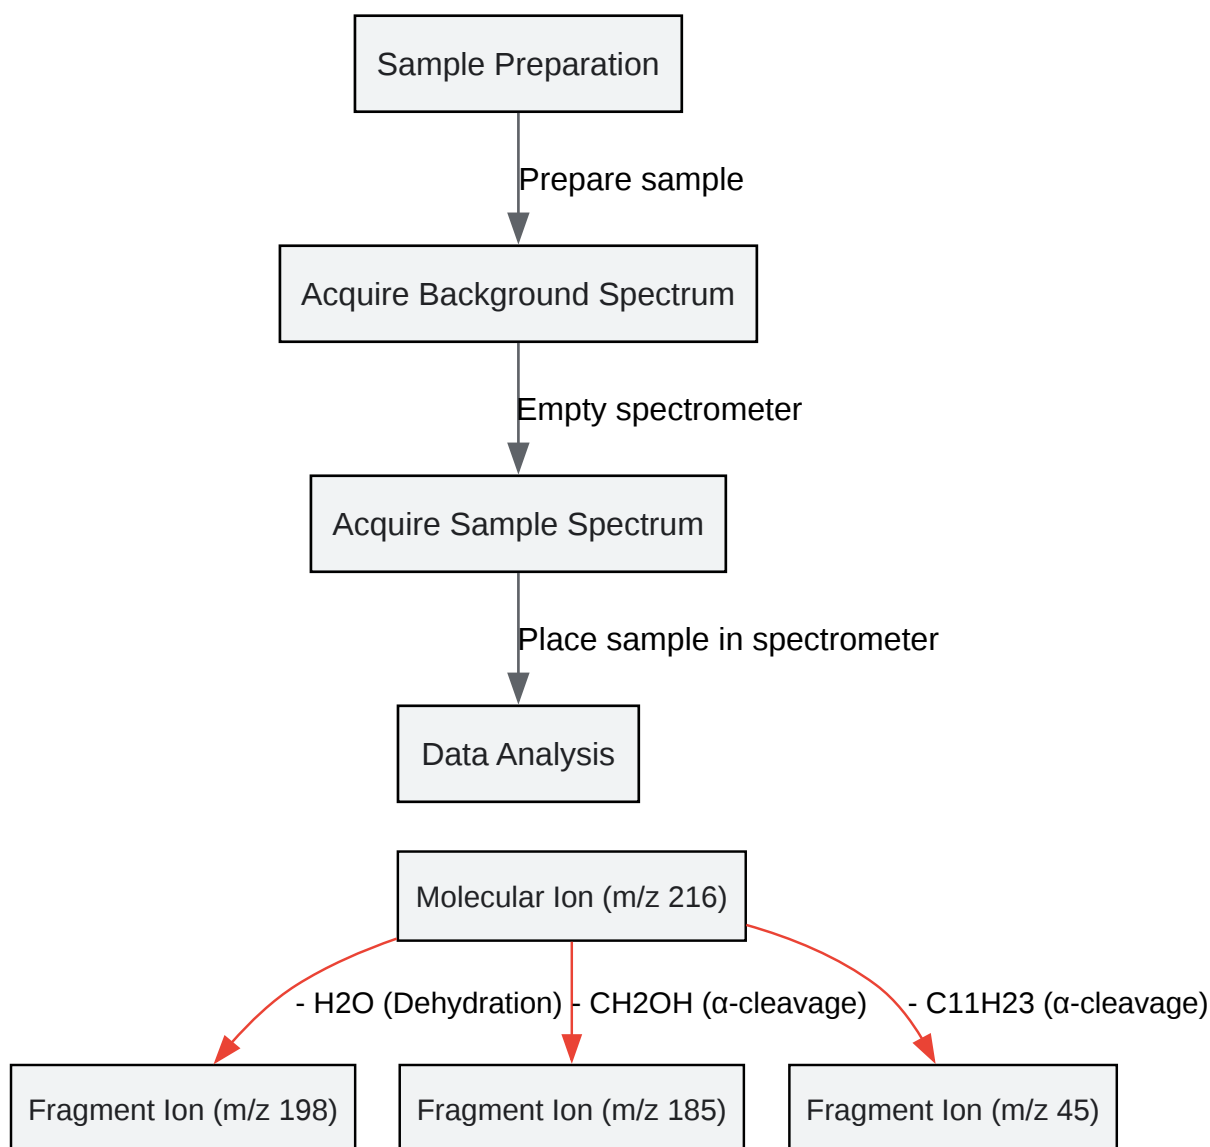 Sample Preparation
Prepare sample
Acquire Background Spectrum
Empty spectrometer
Acquire Sample Spectrum
Place sample in spectrometer
Data Analysis
Molecular Ion (m/z 216)
- H2O (Dehydration)
- CH2OH (α-cleavage)
- C11H23 (α-cleavage)
Fragment Ion (m/z 198)
Fragment Ion (m/z 185)
Fragment Ion (m/z 45)